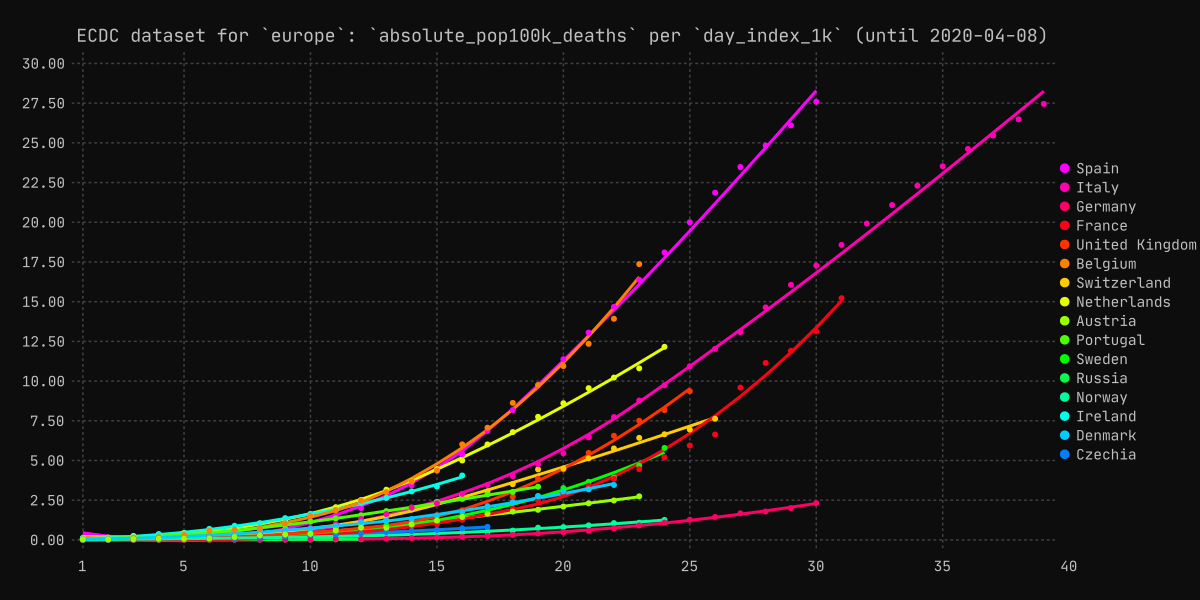 ECDC dataset for `europe`: `absolute_pop100k_deaths` per `day_index_1k` (until 2020-04-08)
30.00
27.50
25.00
22.50
20.00
17.50
15.00
12.50
10.00
7.50
5.00
2.50
0.00
1 5 10 15 20 25 30 35 40
Spain
Italy
Germany
France
United Kingdom
Belgium
Switzerland
Netherlands
Austria
Portugal
Sweden
Russia
Norway
Ireland
Denmark
Czechia